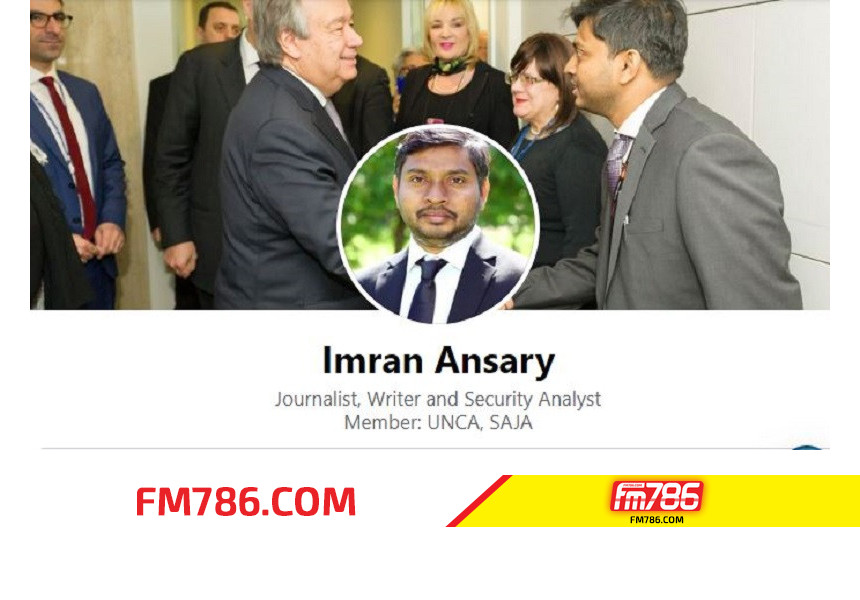 Imran Ansary
Journalist, Writer and Security Analyst
Member: UNCA, SAJA
FM786.COM
fm786
FM786.COM